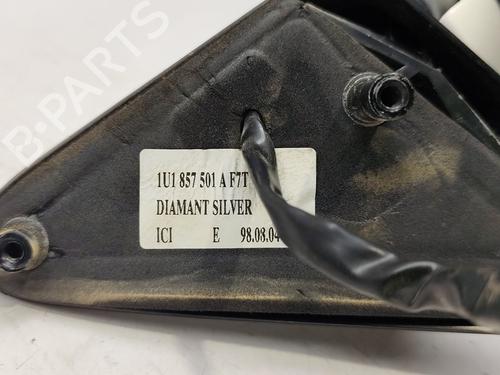 B-PARTS
1U1 857 501 A F7T
DIAMANT SILVER
ICI E 98.08.04